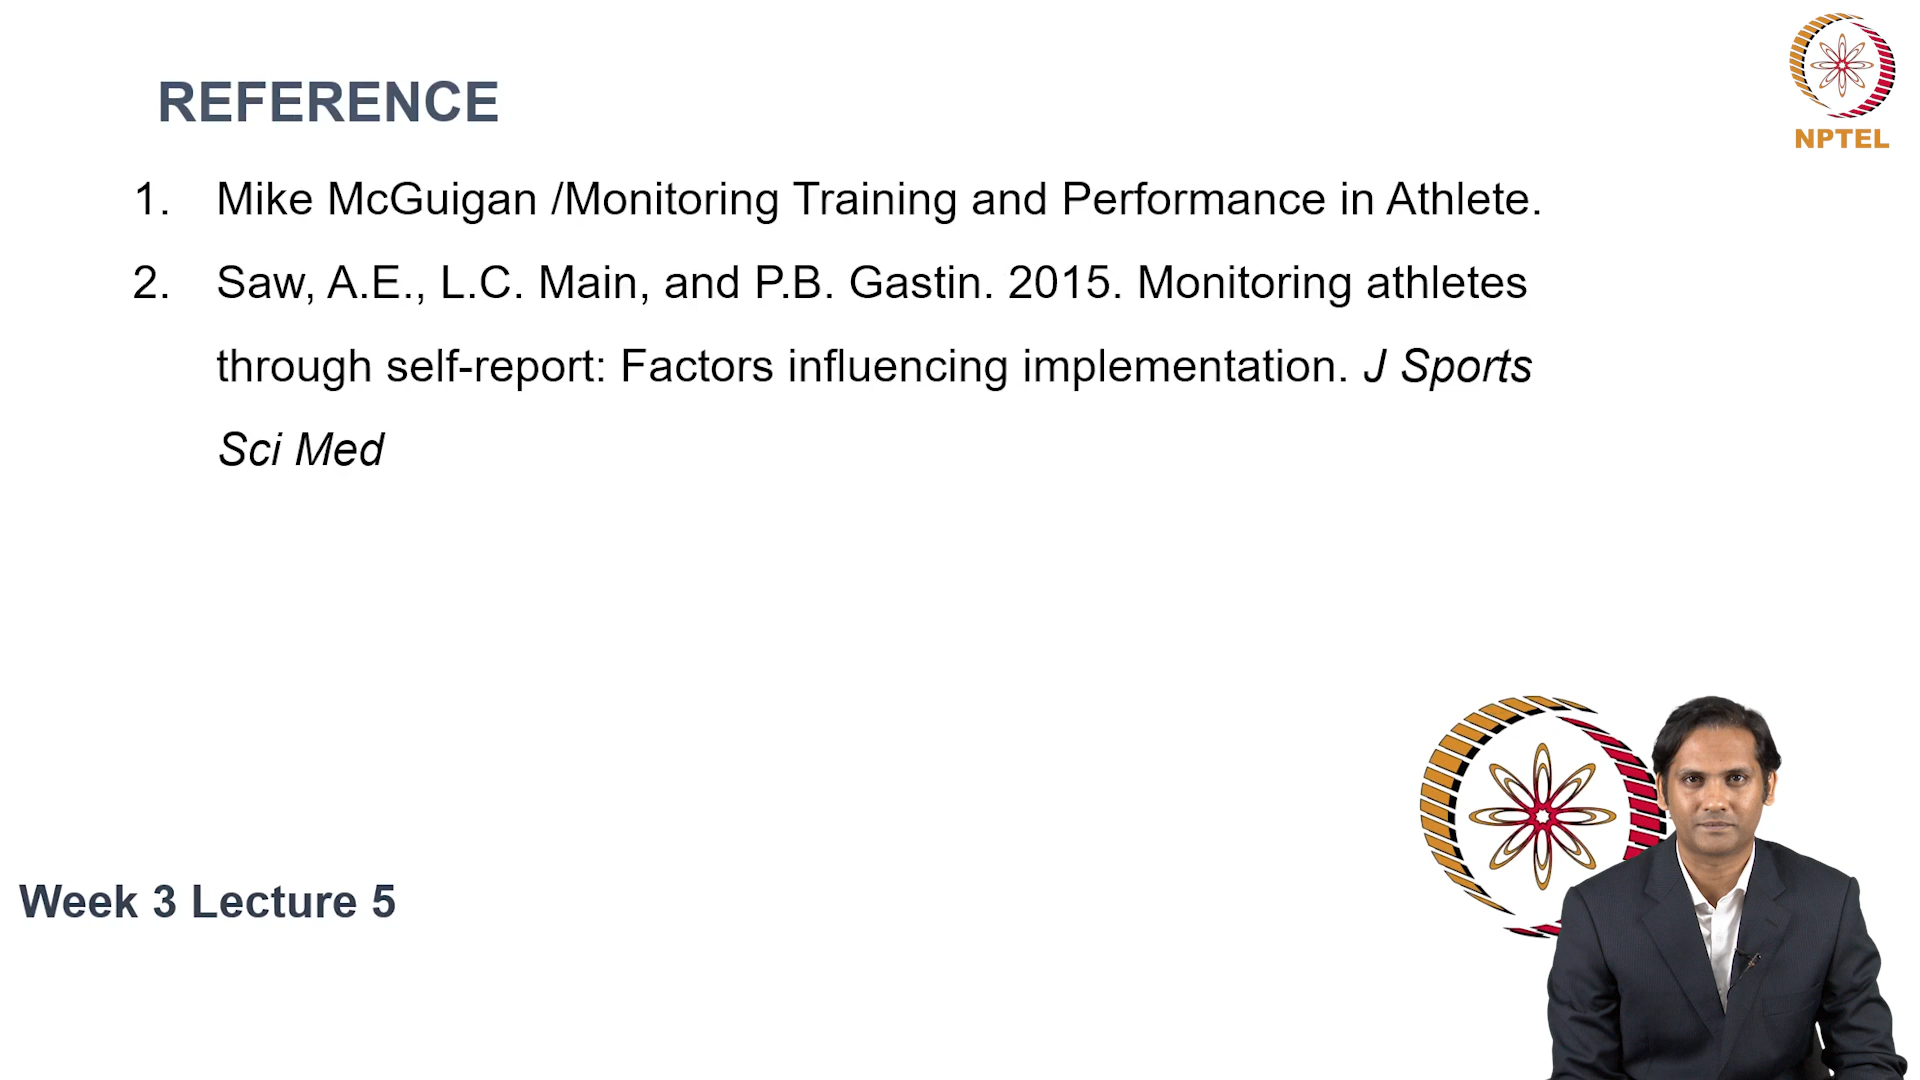 REFERENCE
NPTEL
1. Mike McGuigan /Monitoring Training and Performance in Athlete.
2. Saw, A.E., L.C. Main, and P.B. Gastin. 2015. Monitoring athletes
through self-report: Factors influencing implementation. J Sports
Sci Med
Week 3 Lecture 5